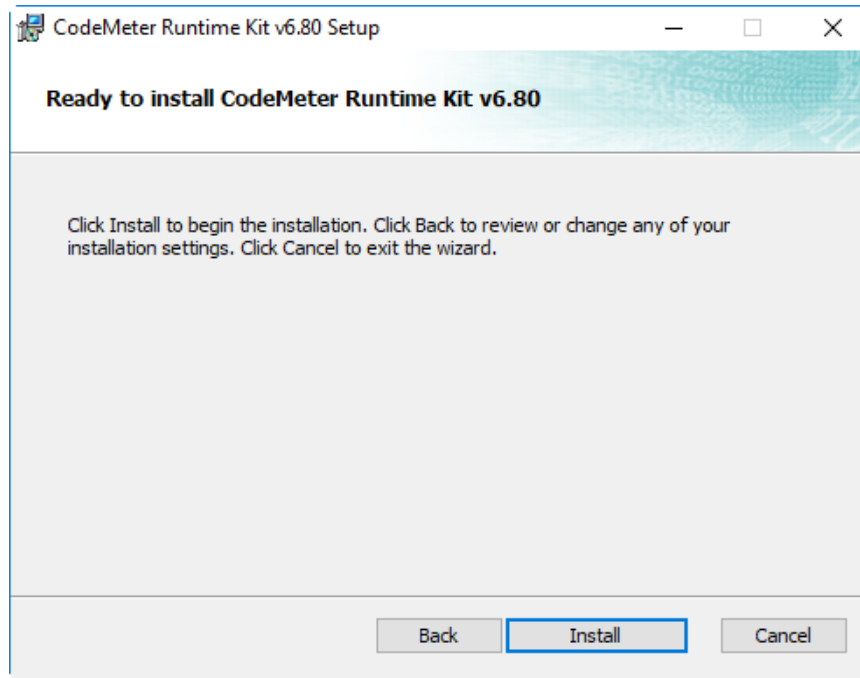 CodeMeter Runtime Kit v6.80 Setup
Ready to install CodeMeter Runtime Kit v6.80
Click Install to begin the installation. Click Back to review or change any of your
installation settings. Click Cancel to exit the wizard.
Back Install Cancel